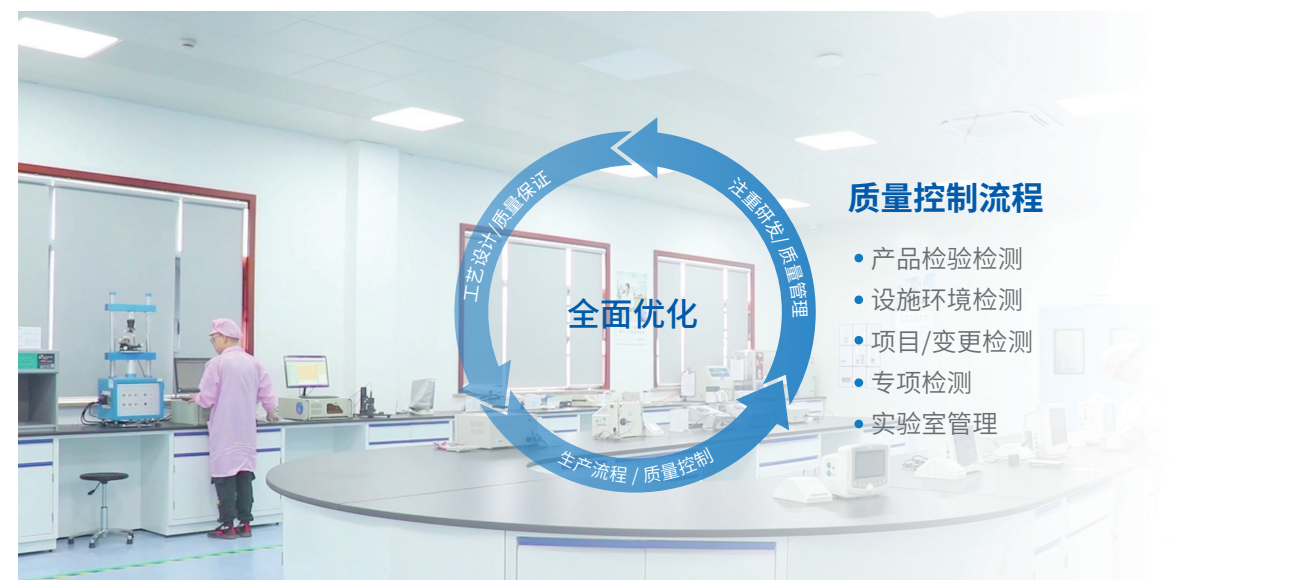 工艺设计/质量保证
注重研发/质量管理
全面优化
生产流程 / 质量控制
质量控制流程
• 产品检验检测
• 设施环境检测
• 项目/变更检测
• 专项检测
• 实验室管理